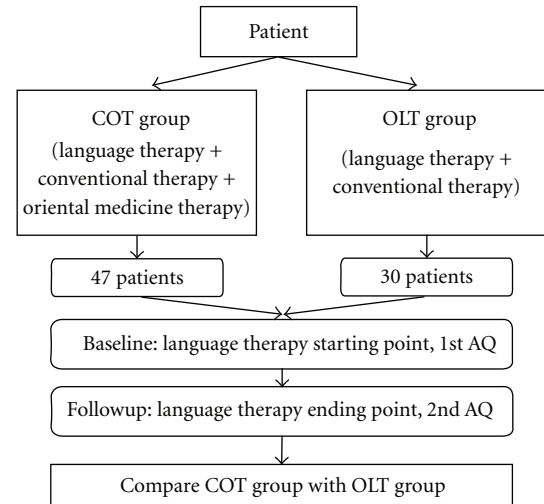 Patient
COT group
(language therapy +
conventional therapy +
oriental medicine therapy)
OLT group
(language therapy +
conventional therapy)
47 patients
30 patients
Baseline: language therapy starting point, 1st AQ
Followup: language therapy ending point, 2nd AQ
Compare COT group with OLT group